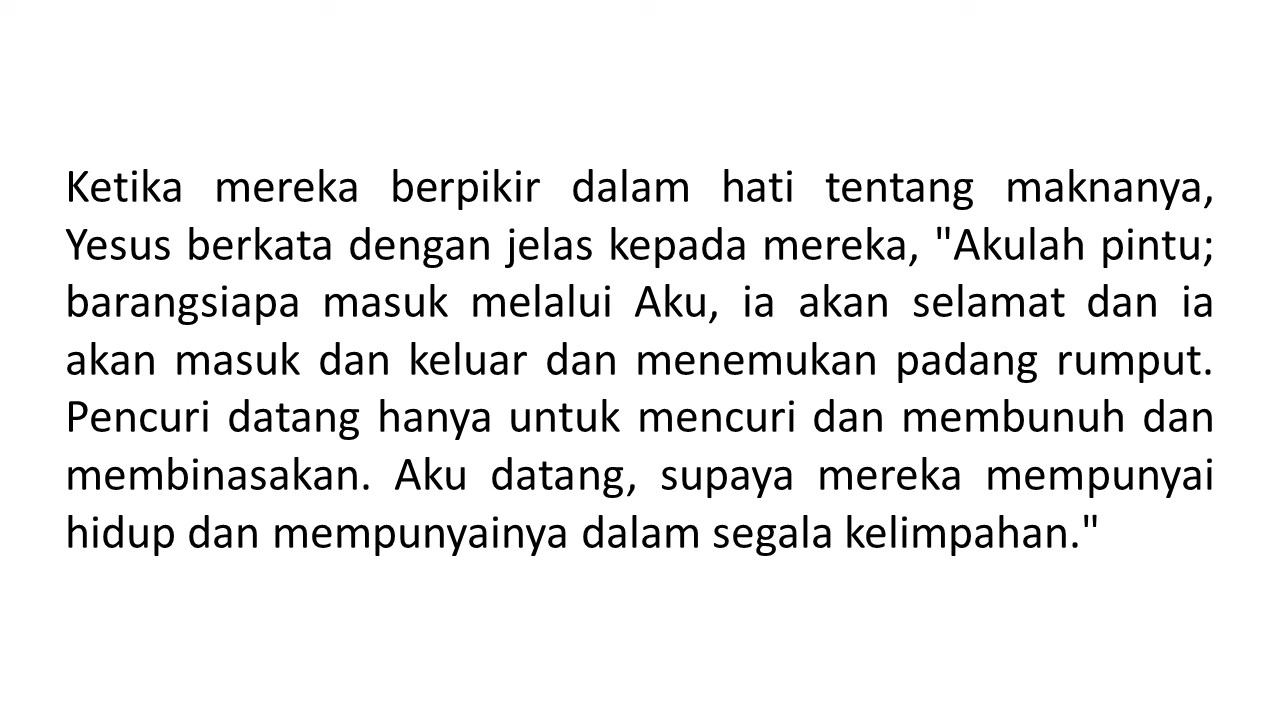 Ketika mereka berpikir dalam hati tentang maknanya,
Yesus berkata dengan jelas kepada mereka, "Akulah pintu;
barangsiapa masuk melalui Aku, ia akan selamat dan ia
akan masuk dan keluar dan menemukan padang rumput.
Pencuri datang hanya untuk mencuri dan membunuh dan
membinasakan. Aku datang, supaya mereka mempunyai
hidup dan mempunyainya dalam segala kelimpahan."